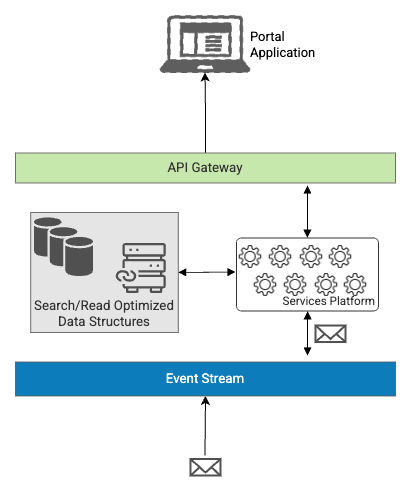 Portal
Application
API Gateway
Search/Read Optimized
Data Structures
Services Platform
Event Stream